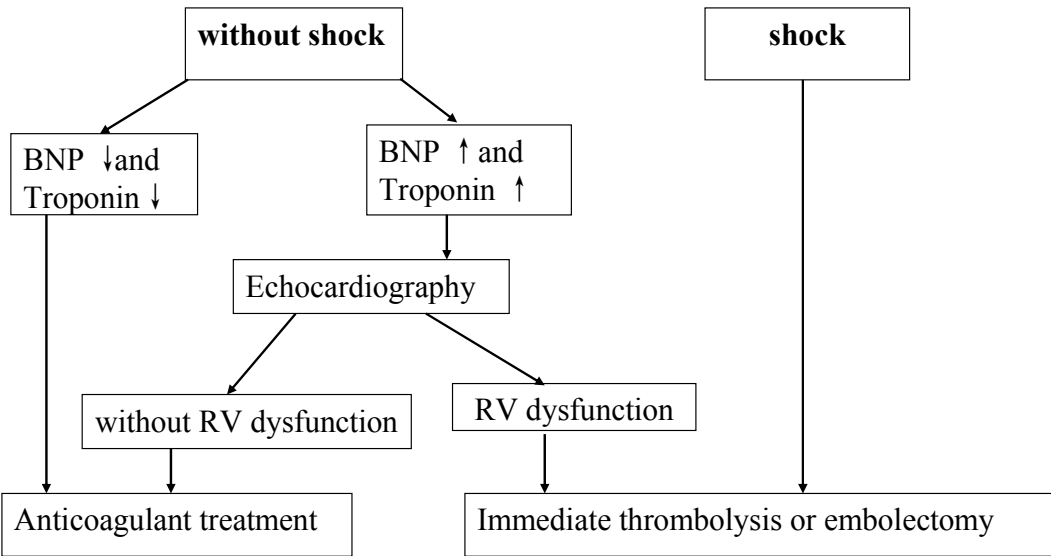 without shock
shock
BNP ↓and
Troponin ↓
BNP ↑ and
Troponin ↑
Echocardiography
without RV dysfunction
RV dysfunction
Anticoagulant treatment
Immediate thrombolysis or embolectomy